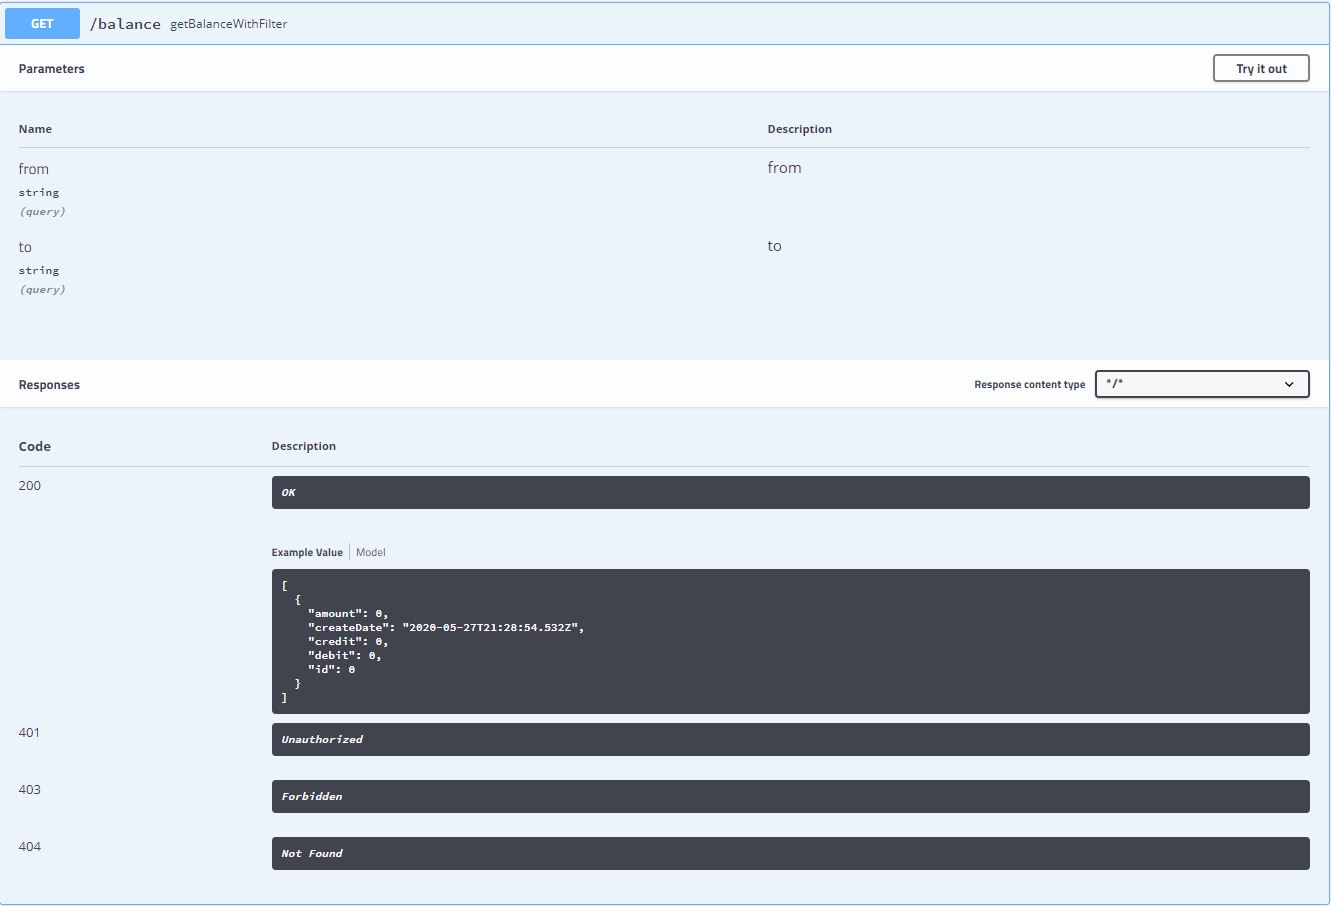 GET /balance getBalanceWithFilter
Parameters Try it out
Name Description
from from
string
(query)
to to
string
(query)
Responses Response content type */*
Code Description
200 OK
Example Value Model
[
  {
    "amount": 0,
    "createDate": "2020-05-27T21:28:54.532Z",
    "credit": 0,
    "debit": 0,
    "id": 0
  }
]
401 Unauthorized
403 Forbidden
404 Not Found